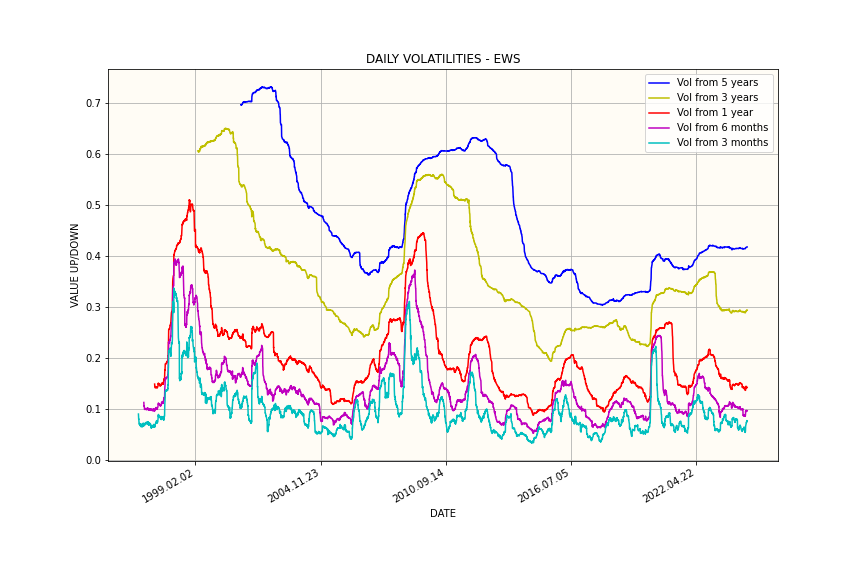 DAILY VOLATILITIES - EWS
Vol from 5 years
Vol from 3 years
Vol from 1 year
Vol from 6 months
Vol from 3 months
VALUE UP/DOWN
0.7
0.6
0.5
0.4
0.3
0.2
0.1
0.0
1999.02.02
2004.11.23
2010.09.14
2016.07.05
2022.04.22
DATE